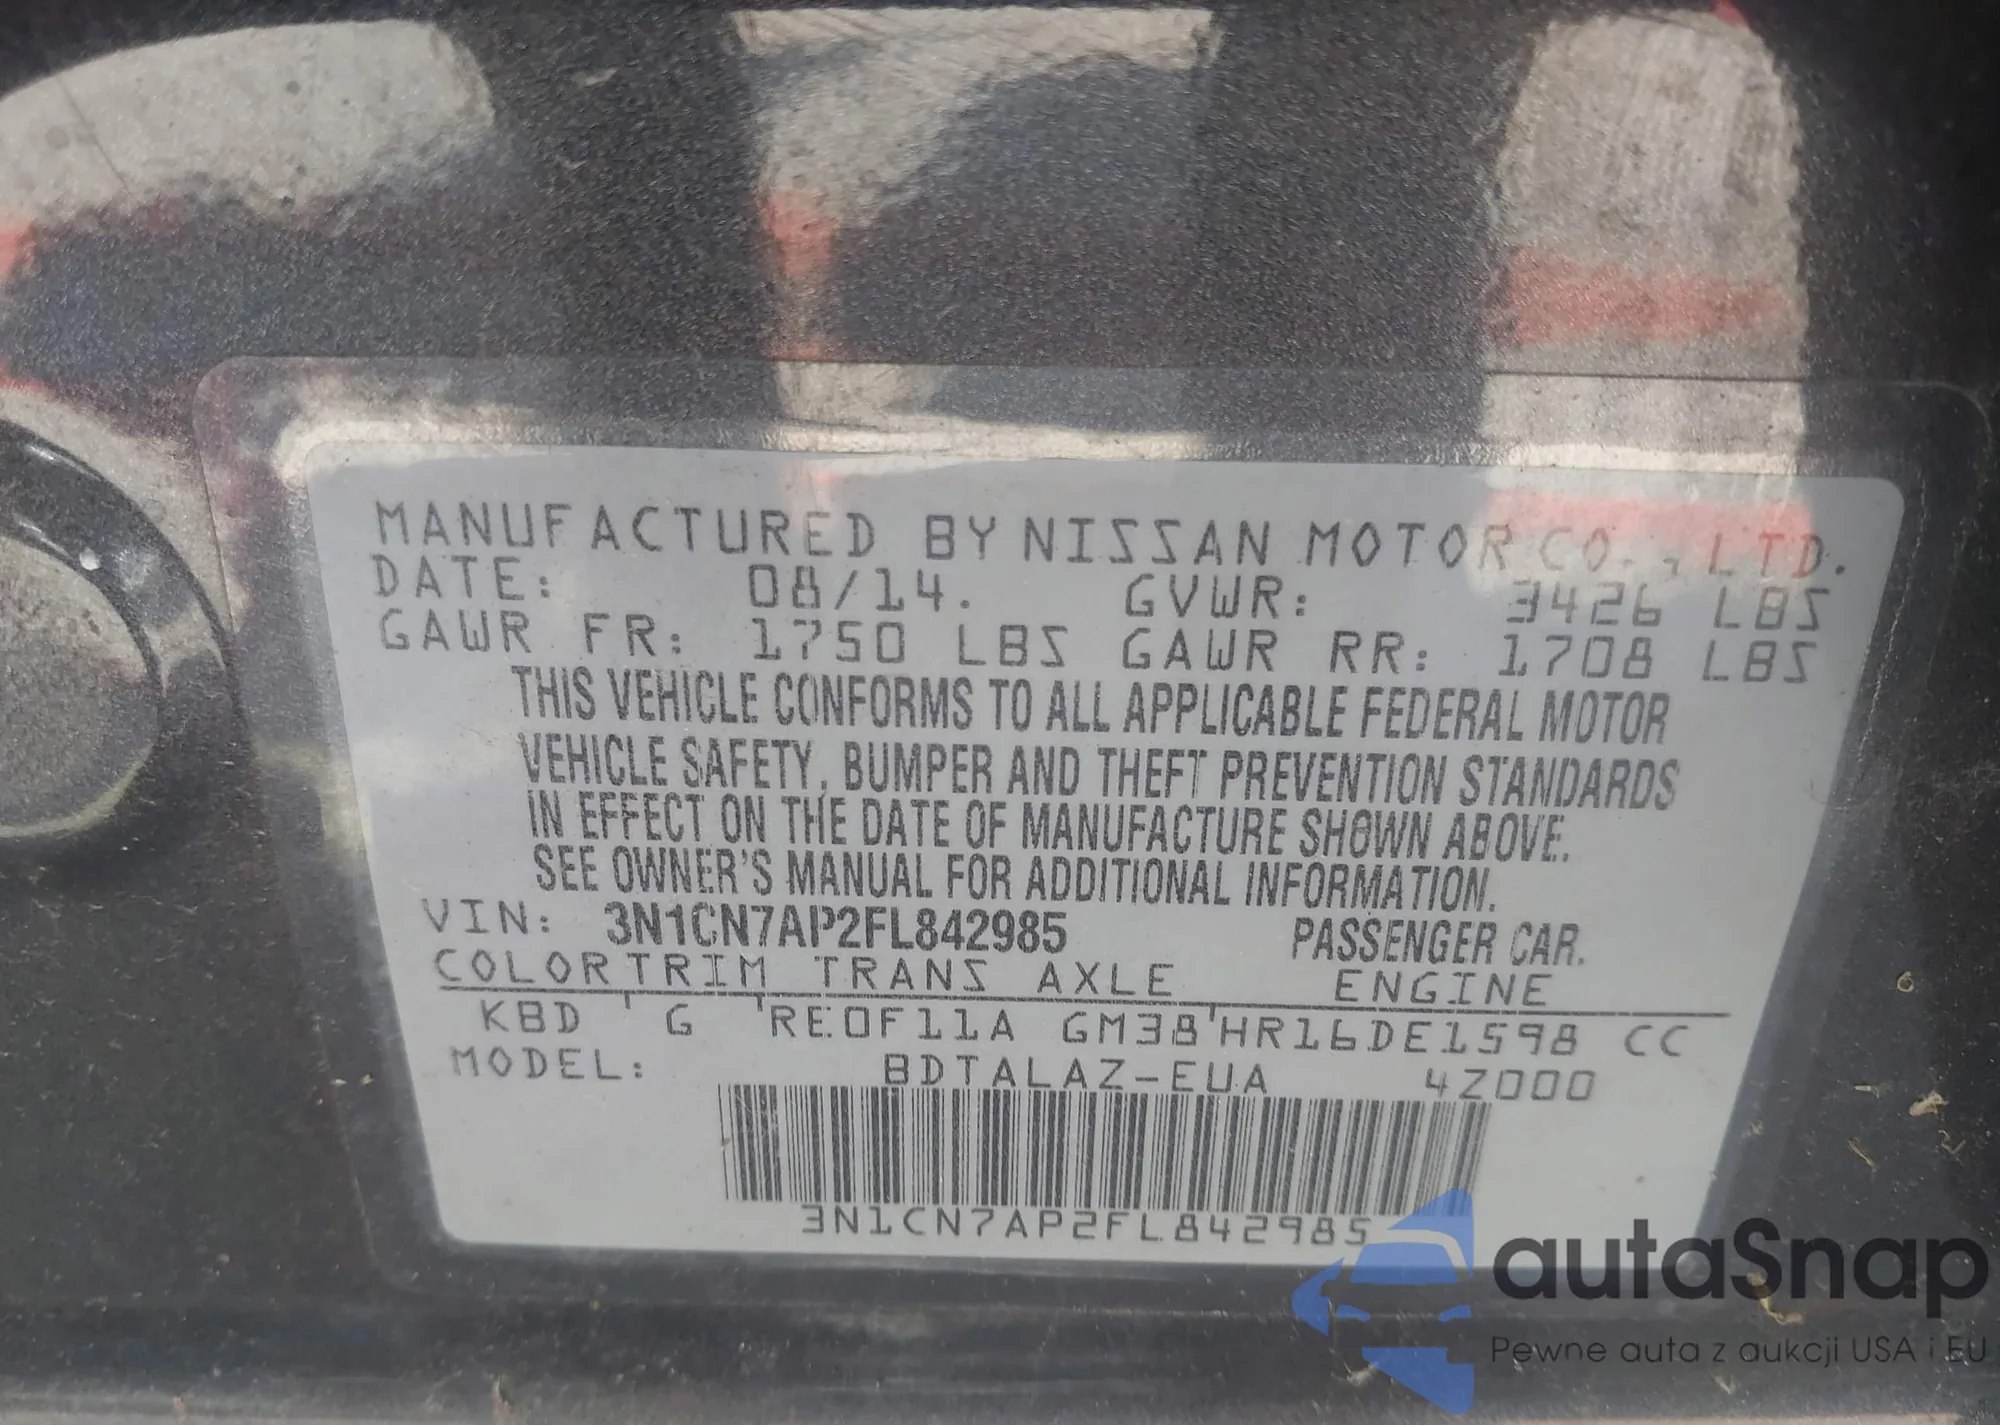 MANUFACTURED BY NISSAN MOTOR CO., LTD.
DATE: 08/14. GVWR: 3426 LBS
GAWR FR: 1750 LBS GAWR RR: 1708 LBS
THIS VEHICLE CONFORMS TO ALL APPLICABLE FEDERAL MOTOR
VEHICLE SAFETY, BUMPER AND THEFT PREVENTION STANDARDS
IN EFFECT ON THE DATE OF MANUFACTURE SHOWN ABOVE.
SEE OWNER'S MANUAL FOR ADDITIONAL INFORMATION.
VIN: 3N1CN7AP2FL842985 PASSENGER CAR.
COLOR TRIM TRANS AXLE ENGINE
KBD G RE0F11A GM38 HR16DE1598 CC
MODEL: BDTALAZ-EUA 4Z000
3N1CN7AP2FL842985
autaSnap
Pewne auta z aukcji USA i EU